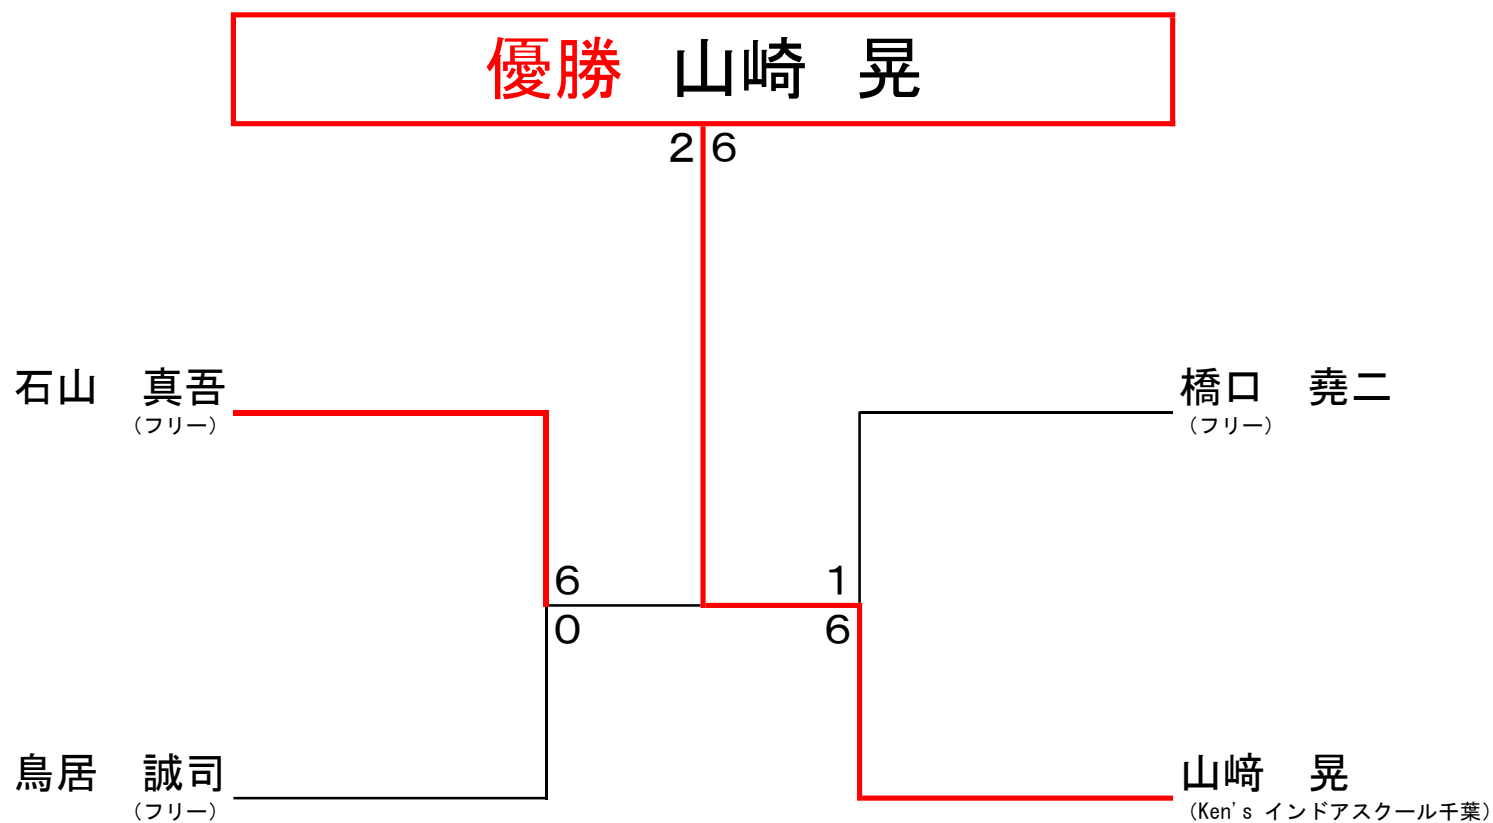 優勝 山崎 晃
2 6
石山 真吾
（フリー）
橋口 堯二
（フリー）
6
0
1
6
鳥居 誠司
（フリー）
山﨑 晃
（Ken's インドアスクール千葉）